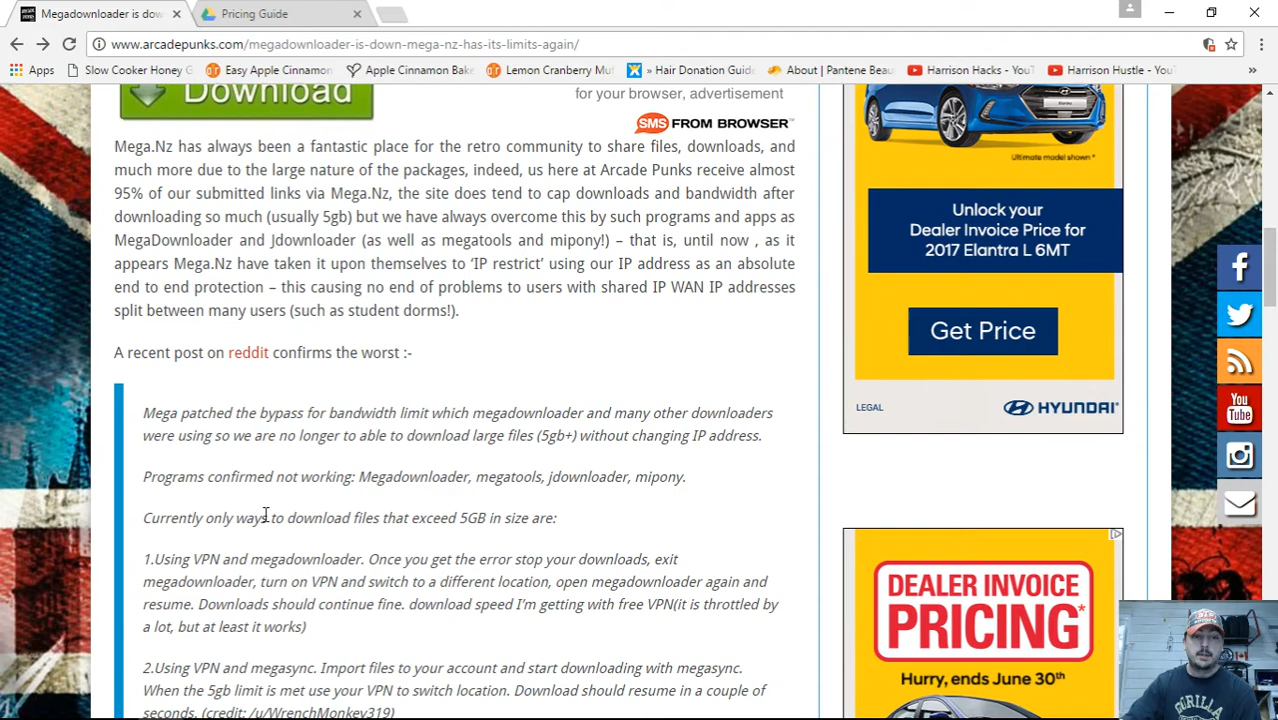 Megadownloader is dow
Pricing Guide
www.arcadepunks.com/megadownloader-is-down-mega-nz-has-its-limits-again/
Apps
Slow Cooker Honey G
Easy Apple Cinnamon
Apple Cinnamon Bake
Lemon Cranberry Muf
» Hair Donation Guide
About | Pantene Beau
Harrison Hacks - YouT
Harrison Hustle - YouT
Download
for your browser, advertisement
SMS FROM BROWSER™
Mega.Nz has always been a fantastic place for the retro community to share files, downloads, and
much more due to the large nature of the packages, indeed, us here at Arcade Punks receive almost
95% of our submitted links via Mega.Nz, the site does tend to cap downloads and bandwidth after
downloading so much (usually 5gb) but we have always overcome this by such programs and apps as
MegaDownloader and Jdownloader (as well as megatools and mipony!) – that is, until now , as it
appears Mega.Nz have taken it upon themselves to ‘IP restrict’ using our IP address as an absolute
end to end protection – this causing no end of problems to users with shared IP WAN IP addresses
split between many users (such as student dorms!).
A recent post on reddit confirms the worst :-
Mega patched the bypass for bandwidth limit which megadownloader and many other downloaders
were using so we are no longer to able to download large files (5gb+) without changing IP address.
Programs confirmed not working: Megadownloader, megatools, jdownloader, mipony.
Currently only ways to download files that exceed 5GB in size are:
1.Using VPN and megadownloader. Once you get the error stop your downloads, exit
megadownloader, turn on VPN and switch to a different location, open megadownloader again and
resume. Downloads should continue fine. download speed I’m getting with free VPN(it is throttled by
a lot, but at least it works)
2.Using VPN and megasync. Import files to your account and start downloading with megasync.
When the 5gb limit is met use your VPN to switch location. Download should resume in a couple of
seconds. (credit: /u/WrenchMonkey319)
Ultimate model shown*
Unlock your
Dealer Invoice Price for
2017 Elantra L 6MT
Get Price
LEGAL
HYUNDAI
DEALER INVOICE
PRICING*
Hurry, ends June 30th*
You
Tube
GORILLA